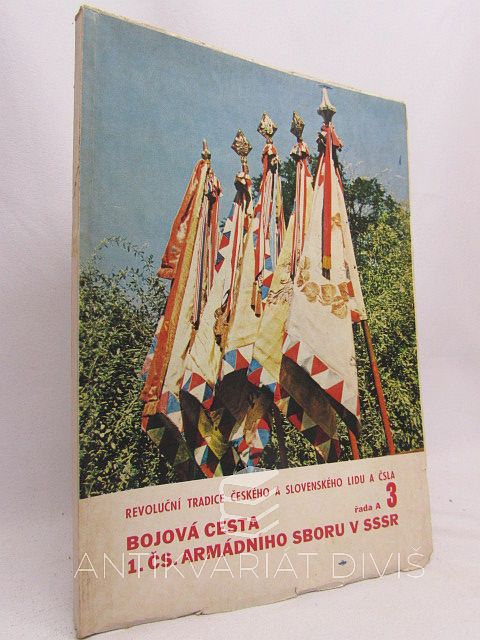 REVOLUČNÍ TRADICE ČESKÉHO A SLOVENSKÉHO LIDU A ČSLA
řada A 3
BOJOVÁ CESTA
1. ČS. ARMÁDNÍHO SBORU V SSSR
ANTIKVARIÁT DIVIŠ